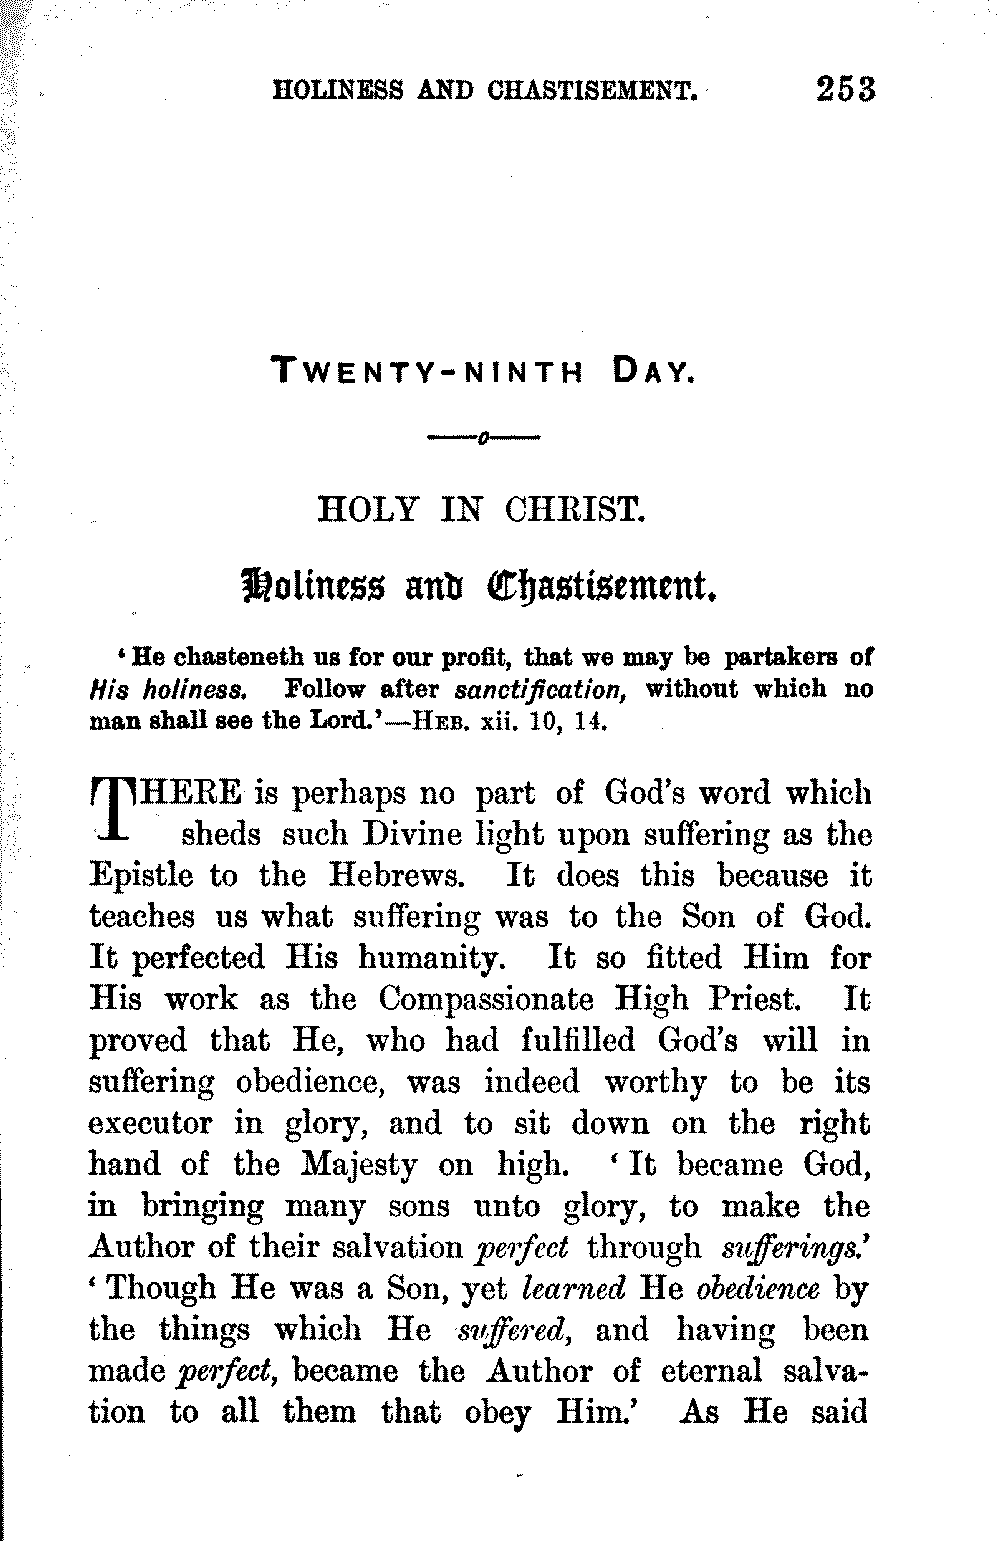 HOLINESS AND CHASTISEMENT. 253
TWENTY-NINTH DAY.
HOLY IN CHRIST.
Holiness and Chastisement.
‘He chasteneth us for our profit, that we may be partakers of
His holiness. Follow after sanctification, without which no
man shall see the Lord.’—HEB. xii. 10, 14.
THERE is perhaps no part of God’s word which
sheds such Divine light upon suffering as the
Epistle to the Hebrews. It does this because it
teaches us what suffering was to the Son of God.
It perfected His humanity. It so fitted Him for
His work as the Compassionate High Priest. It
proved that He, who had fulfilled God’s will in
suffering obedience, was indeed worthy to be its
executor in glory, and to sit down on the right
hand of the Majesty on high. ‘It became God,
in bringing many sons unto glory, to make the
Author of their salvation perfect through sufferings.’
‘Though He was a Son, yet learned He obedience by
the things which He suffered, and having been
made perfect, became the Author of eternal salva-
tion to all them that obey Him.’ As He said